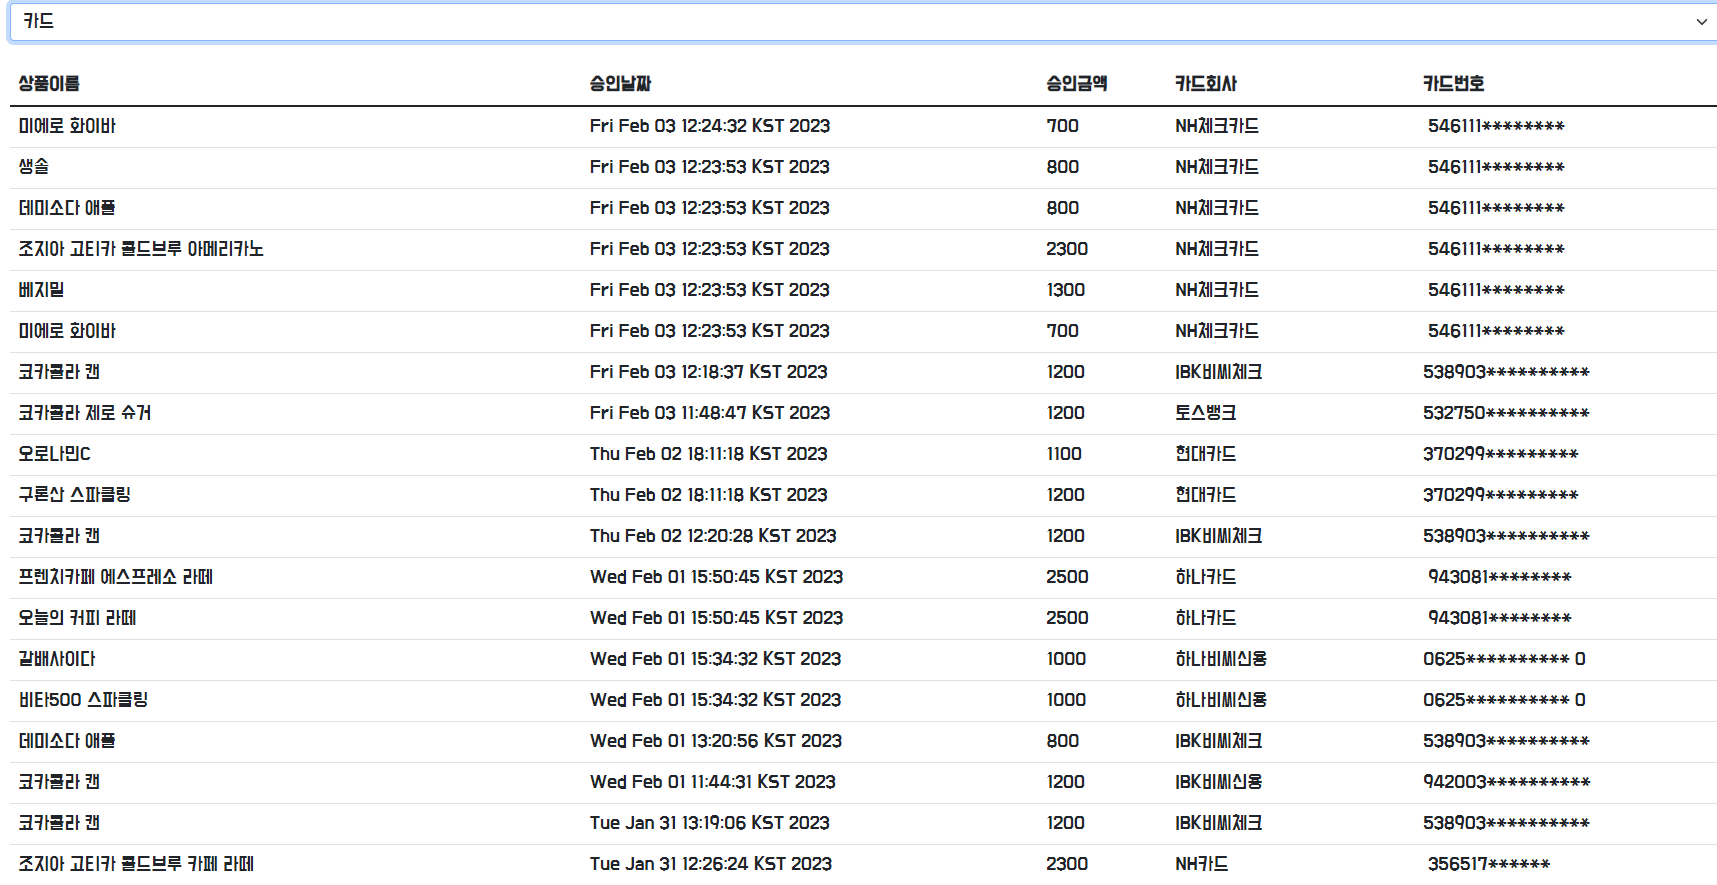 카드
상품이름 승인날짜 승인금액 카드회사 카드번호
미에로 화이바 Fri Feb 03 12:24:32 KST 2023 700 NH체크카드 546111********
생솔 Fri Feb 03 12:23:53 KST 2023 800 NH체크카드 546111********
데미소다 애플 Fri Feb 03 12:23:53 KST 2023 800 NH체크카드 546111********
조지아 고티카 콜드브루 아메리카노 Fri Feb 03 12:23:53 KST 2023 2300 NH체크카드 546111********
베지밀 Fri Feb 03 12:23:53 KST 2023 1300 NH체크카드 546111********
미에로 화이바 Fri Feb 03 12:23:53 KST 2023 700 NH체크카드 546111********
코카콜라 캔 Fri Feb 03 12:18:37 KST 2023 1200 IBK비씨체크 538903**********
코카콜라 제로 슈거 Fri Feb 03 11:48:47 KST 2023 1200 토스뱅크 532750**********
오로나민C Thu Feb 02 18:11:18 KST 2023 1100 현대카드 370299*********
구론산 스파클링 Thu Feb 02 18:11:18 KST 2023 1200 현대카드 370299*********
코카콜라 캔 Thu Feb 02 12:20:28 KST 2023 1200 IBK비씨체크 538903**********
프렌치카페 에스프레소 라떼 Wed Feb 01 15:50:45 KST 2023 2500 하나카드 943081********
오늘의 커피 라떼 Wed Feb 01 15:50:45 KST 2023 2500 하나카드 943081********
갈배사이다 Wed Feb 01 15:34:32 KST 2023 1000 하나비씨신용 0625********** 0
비타500 스파클링 Wed Feb 01 15:34:32 KST 2023 1000 하나비씨신용 0625********** 0
데미소다 애플 Wed Feb 01 13:20:56 KST 2023 800 IBK비씨체크 538903**********
코카콜라 캔 Wed Feb 01 11:44:31 KST 2023 1200 IBK비씨신용 942003**********
코카콜라 캔 Tue Jan 31 13:19:06 KST 2023 1200 IBK비씨체크 538903**********
조지아 고티카 콜드브루 카페 라떼 Tue Jan 31 12:26:24 KST 2023 2300 NH카드 356517******